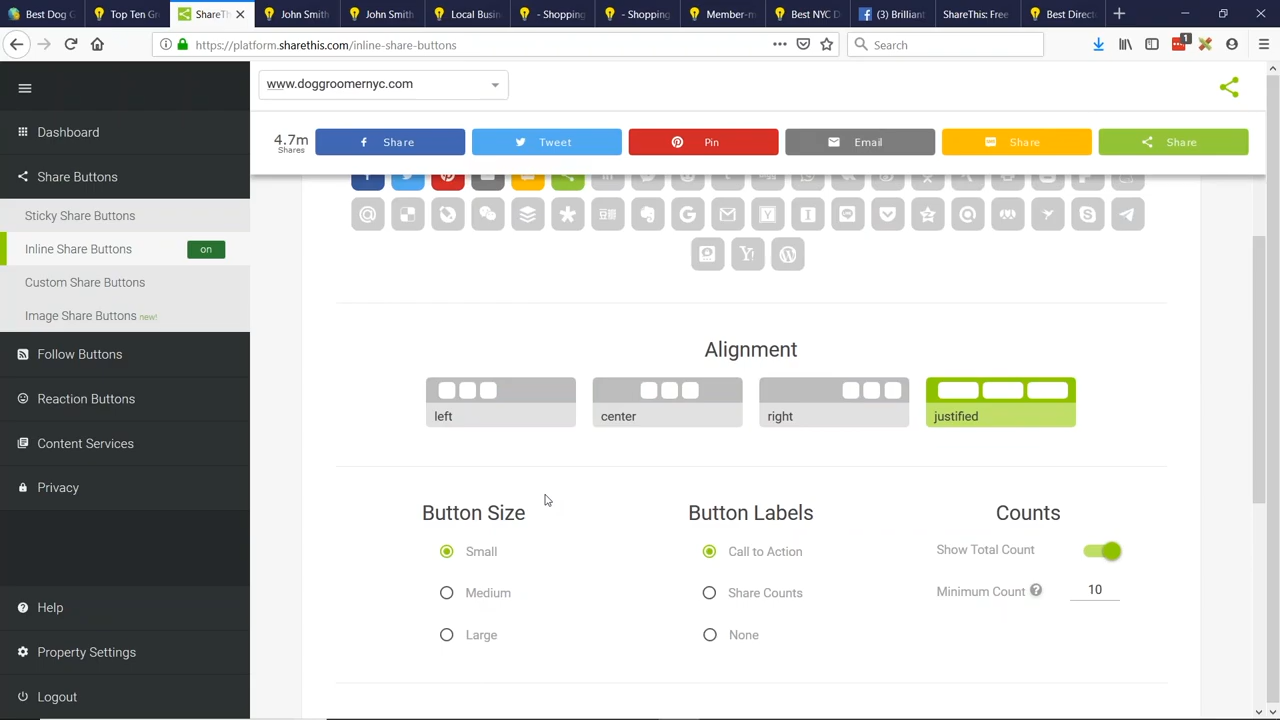 Best Dog G
Top Ten Gr
ShareThis
John Smith
John Smith
Local Busin
- Shopping
- Shopping
Member-m
Best NYC D
(3) Brilliant
ShareThis: Free
Best Direct
https://platform.sharethis.com/inline-share-buttons
Search
1
www.doggroomernyc.com
Dashboard
4.7m
Shares
Share
Tweet
Pin
Email
Share
Share
Share Buttons
Sticky Share Buttons
Inline Share Buttons
on
Custom Share Buttons
Image Share Buttons new!
Follow Buttons
Reaction Buttons
Content Services
Privacy
Help
Property Settings
Logout
Alignment
left
center
right
justified
Button Size
Button Labels
Counts
Small
Call to Action
Show Total Count
Medium
Share Counts
Minimum Count
10
Large
None